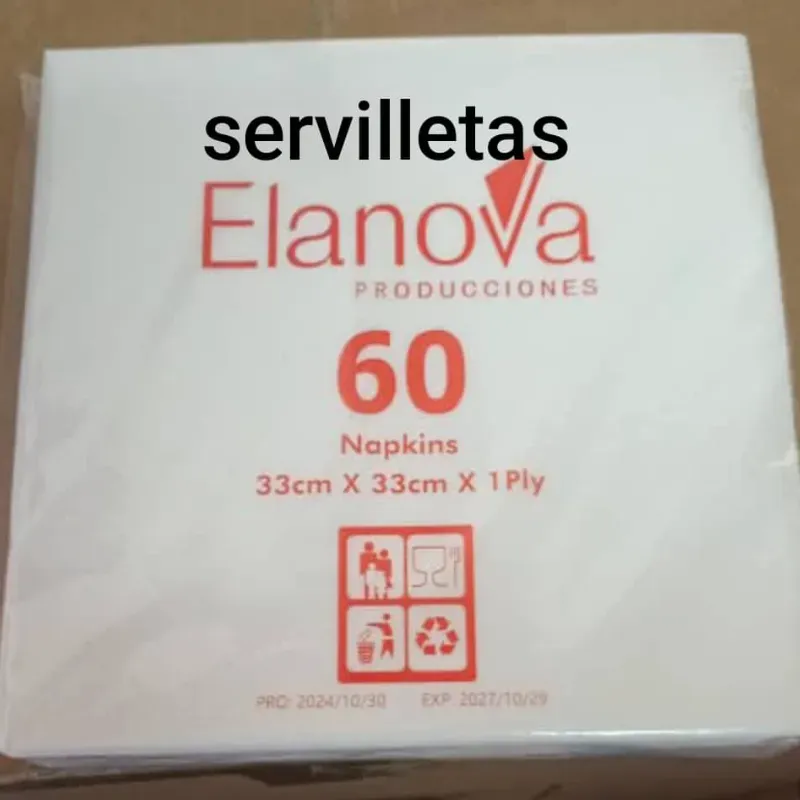 servilletas
Elanova
PRODUCCIONES
60
Napkins
33cm X 33cm X 1Ply
PRO: 2024/10/30 EXP: 2027/10/29